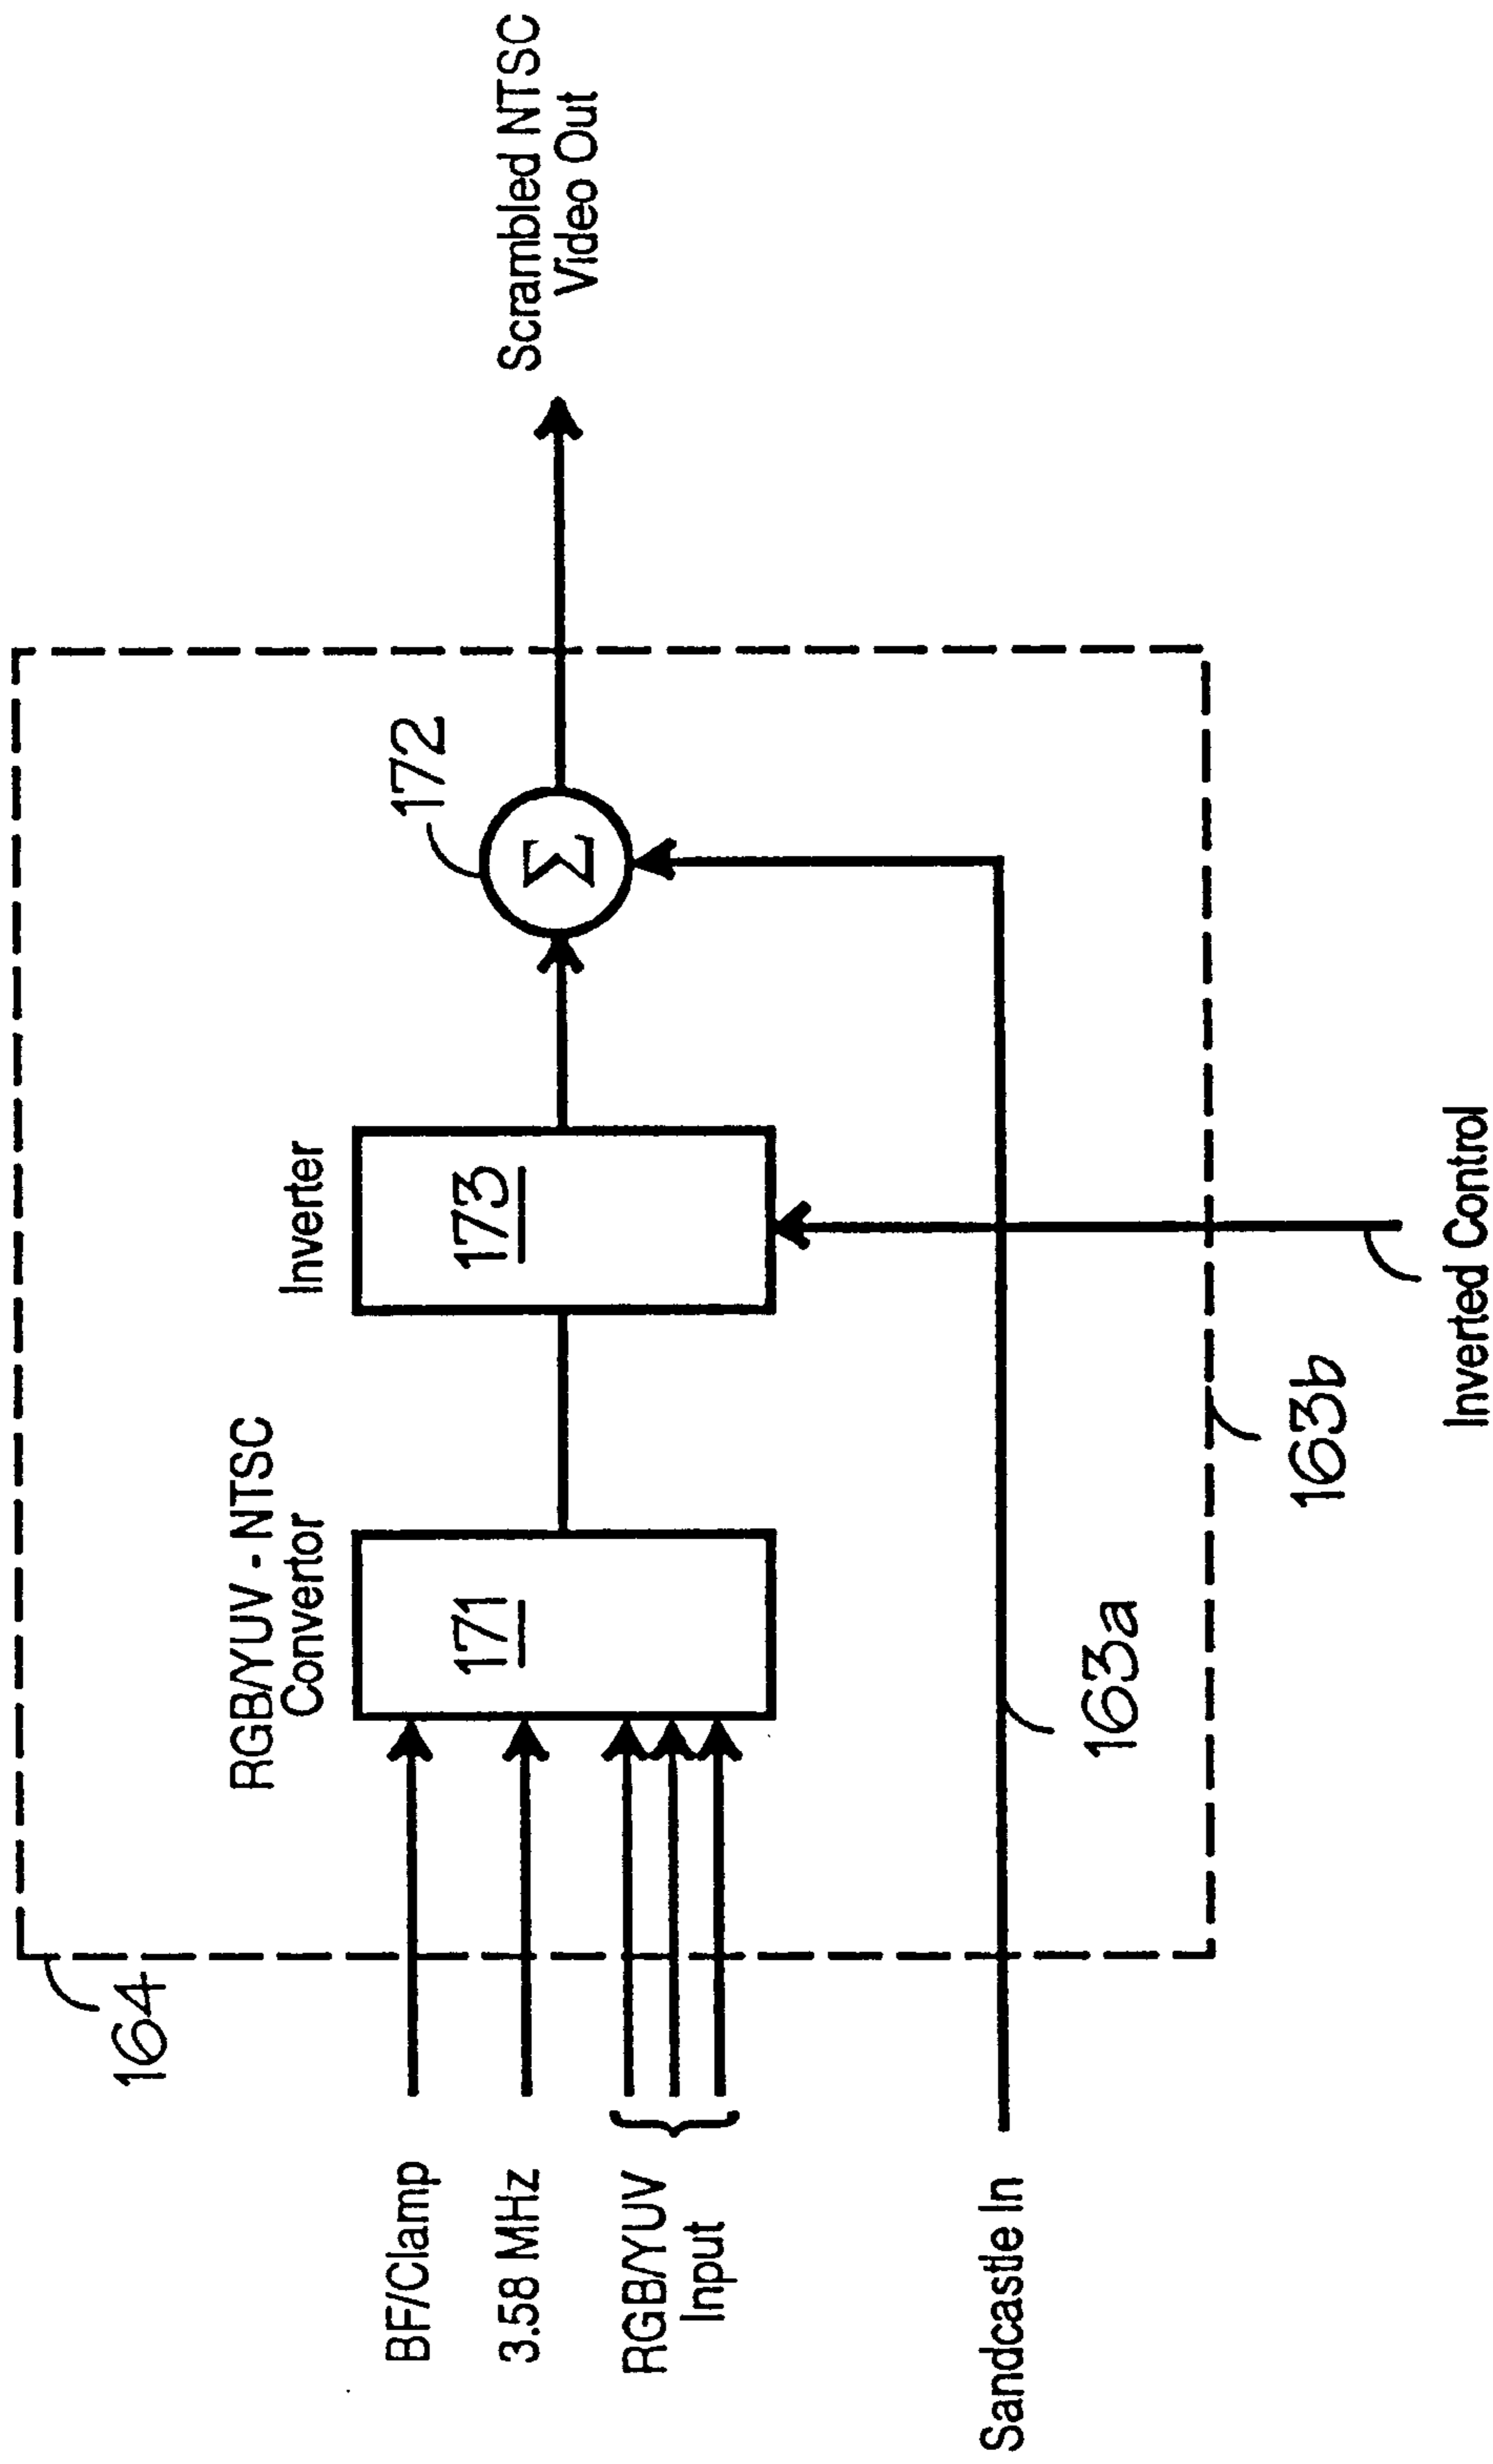 164
RGB/YUV - NTSC
Convertor
Inverter
172
Scrambled NTSC
Video Out
BF/Clamp
3.58 MHz
RGB/YUV
Input
171
173
Σ
Sandcastle In
163a
163b
Inverted Control